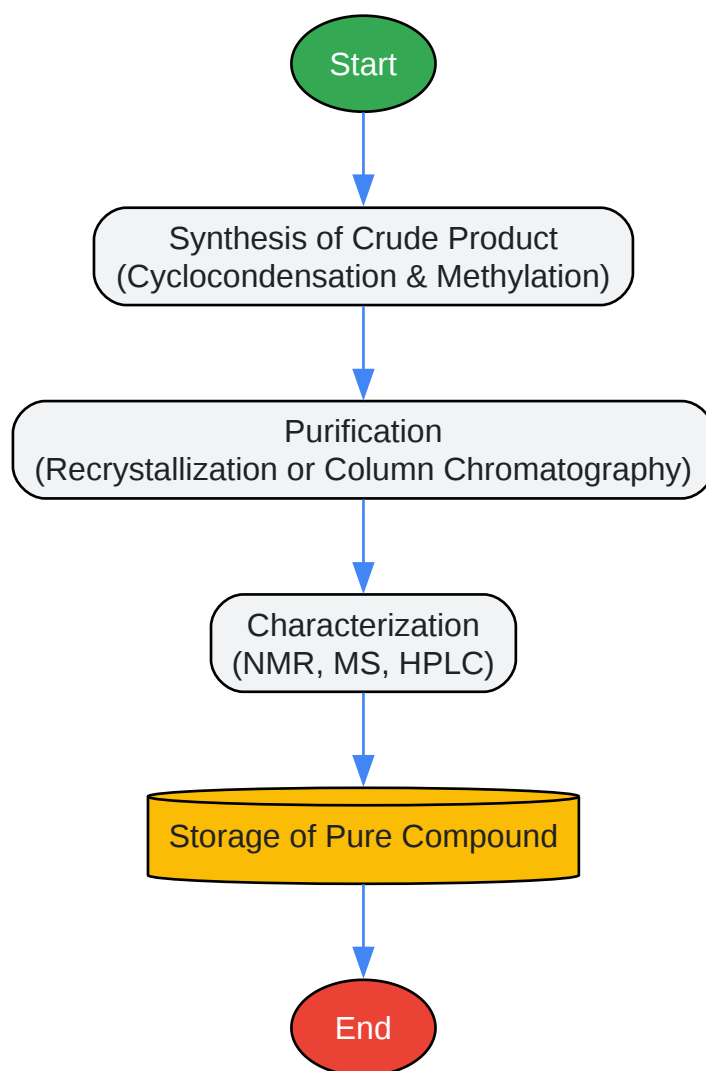 Start
Synthesis of Crude Product
(Cyclocondensation & Methylation)
Purification
(Recrystallization or Column Chromatography)
Characterization
(NMR, MS, HPLC)
Storage of Pure Compound
End